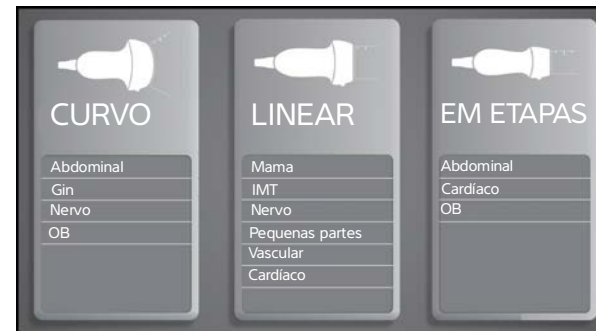 CURVO
Abdominal
Gin
Nervo
OB
LINEAR
Mama
IMT
Nervo
Pequenas partes
Vascular
Cardíaco
EM ETAPAS
Abdominal
Cardíaco
OB